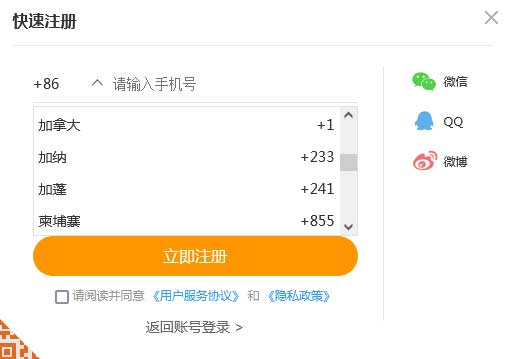 快速注册
+86 请输入手机号
加拿大 +1
加纳 +233
加蓬 +241
柬埔寨 +855
立即注册
请阅读并同意 《用户服务协议》 和 《隐私政策》
返回账号登录 >
微信
QQ
微博